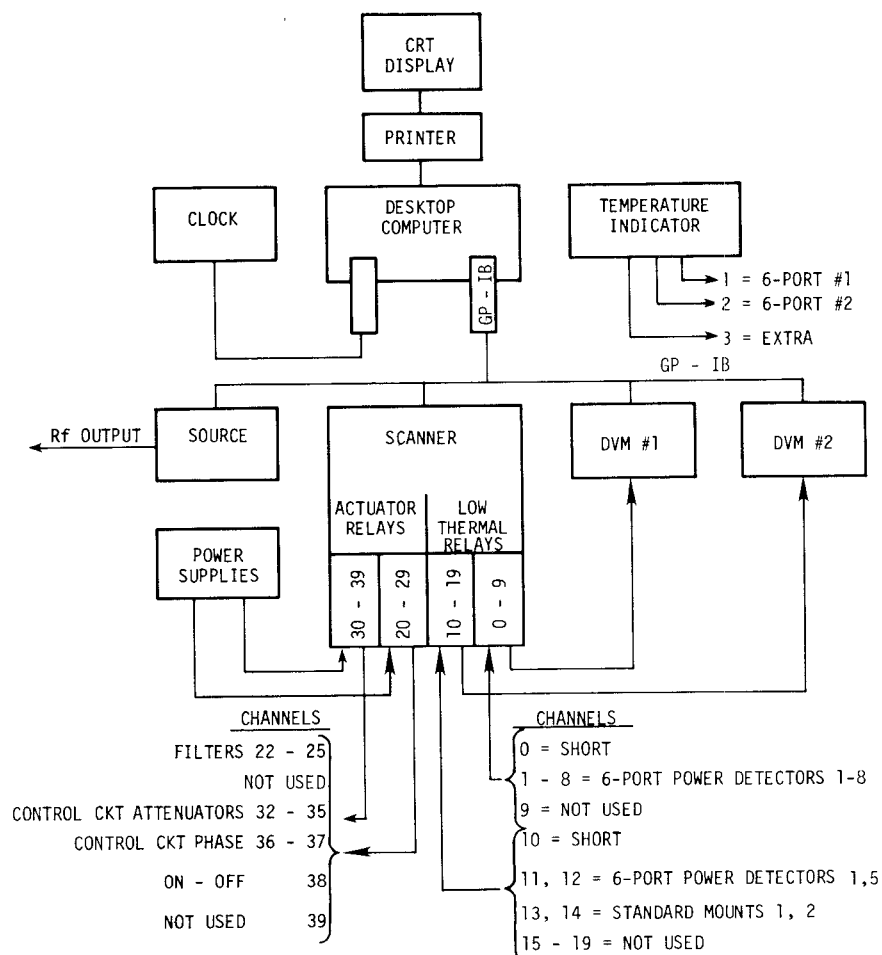 CRT
DISPLAY
PRINTER
CLOCK
DESKTOP
COMPUTER
GP - IB
TEMPERATURE
INDICATOR
1 = 6-PORT #1
2 = 6-PORT #2
3 = EXTRA
GP - IB
Rf OUTPUT
SOURCE
SCANNER
DVM #1
DVM #2
ACTUATOR
RELAYS
LOW
THERMAL
RELAYS
POWER
SUPPLIES
30 - 39
20 - 29
10 - 19
0 - 9
CHANNELS
FILTERS 22 - 25
NOT USED
CONTROL CKT ATTENUATORS 32 - 35
CONTROL CKT PHASE 36 - 37
ON - OFF 38
NOT USED 39
CHANNELS
0 = SHORT
1 - 8 = 6-PORT POWER DETECTORS 1-8
9 = NOT USED
10 = SHORT
11, 12 = 6-PORT POWER DETECTORS 1,5
13, 14 = STANDARD MOUNTS 1, 2
15 - 19 = NOT USED